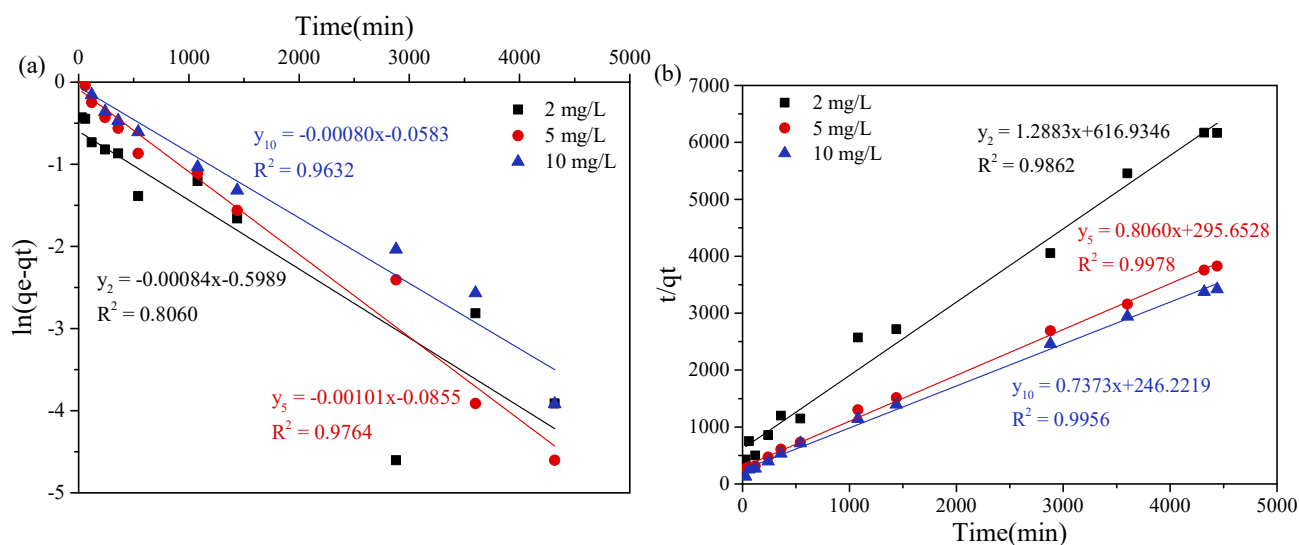 (a)
Time(min)
0 1000 2000 3000 4000 5000
0
-1
-2
-3
-4
-5
ln(qe-qt)
2 mg/L
5 mg/L
10 mg/L
y₁₀ = -0.00080x-0.0583
R² = 0.9632
y₂ = -0.00084x-0.5989
R² = 0.8060
y₅ = -0.00101x-0.0855
R² = 0.9764
(b)
7000
6000
5000
4000
3000
2000
1000
0
t/qt
2 mg/L
5 mg/L
10 mg/L
y₂ = 1.2883x+616.9346
R² = 0.9862
y₅ = 0.8060x+295.6528
R² = 0.9978
y₁₀ = 0.7373x+246.2219
R² = 0.9956
0 1000 2000 3000 4000 5000
Time(min)